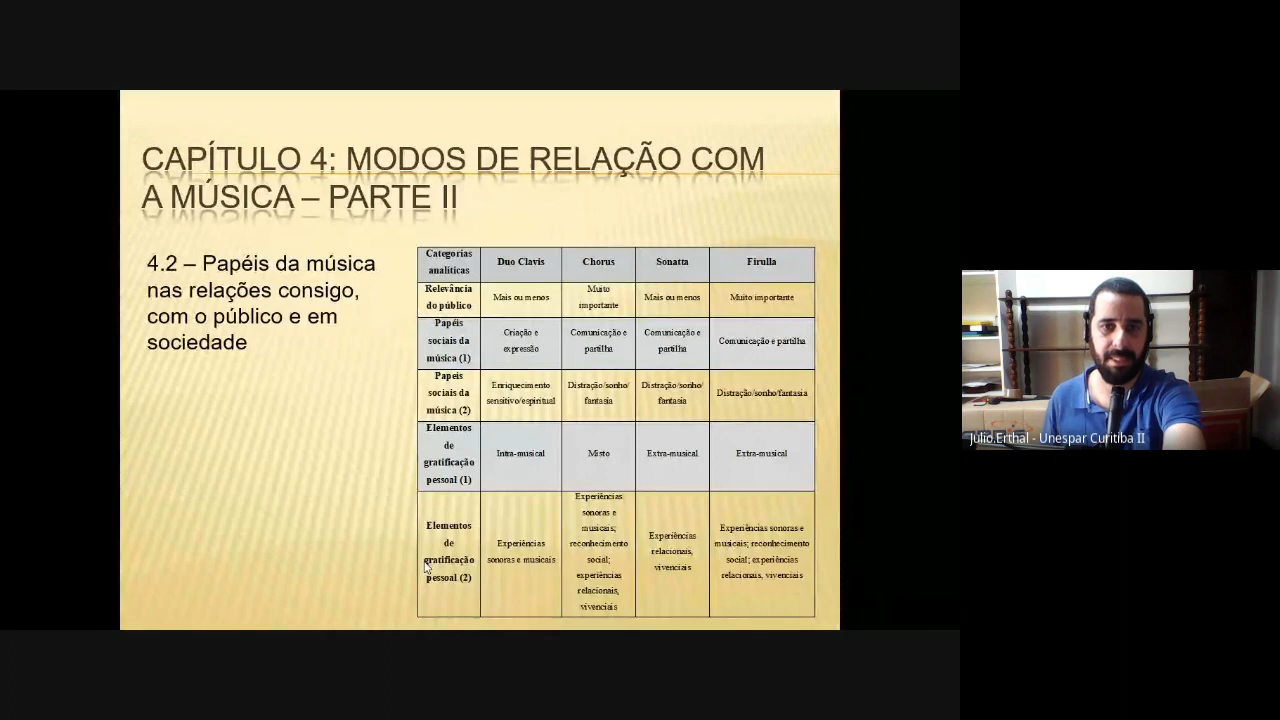 CAPÍTULO 4: MODOS DE RELAÇÃO COM
A MÚSICA – PARTE II
4.2 – Papéis da música
nas relações consigo,
com o público e em
sociedade
Categorias
analíticas
Duo Clavis
Chorus
Sonatta
Firulla
Relevância
do público
Mais ou menos
Muito
importante
Mais ou menos
Muito importante
Papéis
sociais da
música (1)
Criação e
expressão
Comunicação e
partilha
Comunicação e
partilha
Comunicação e partilha
Papeis
sociais da
música (2)
Enriquecimento
sensitivo/espiritual
Distração/sonho/
fantasia
Distração/sonho/
fantasia
Distração/sonho/fantasia
Elementos
de
gratificação
pessoal (1)
Intra-musical
Misto
Extra-musical
Extra-musical
Elementos
de
gratificação
pessoal (2)
Experiências
sonoras e musicais
Experiências
sonoras e
musicais;
reconhecimento
social;
experiências
relacionais,
vivenciais
Experiências
relacionais,
vivenciais
Experiências sonoras e
musicais; reconhecimento
social; experiências
relacionais, vivenciais
Julio.Erthal - Unespar Curitiba II